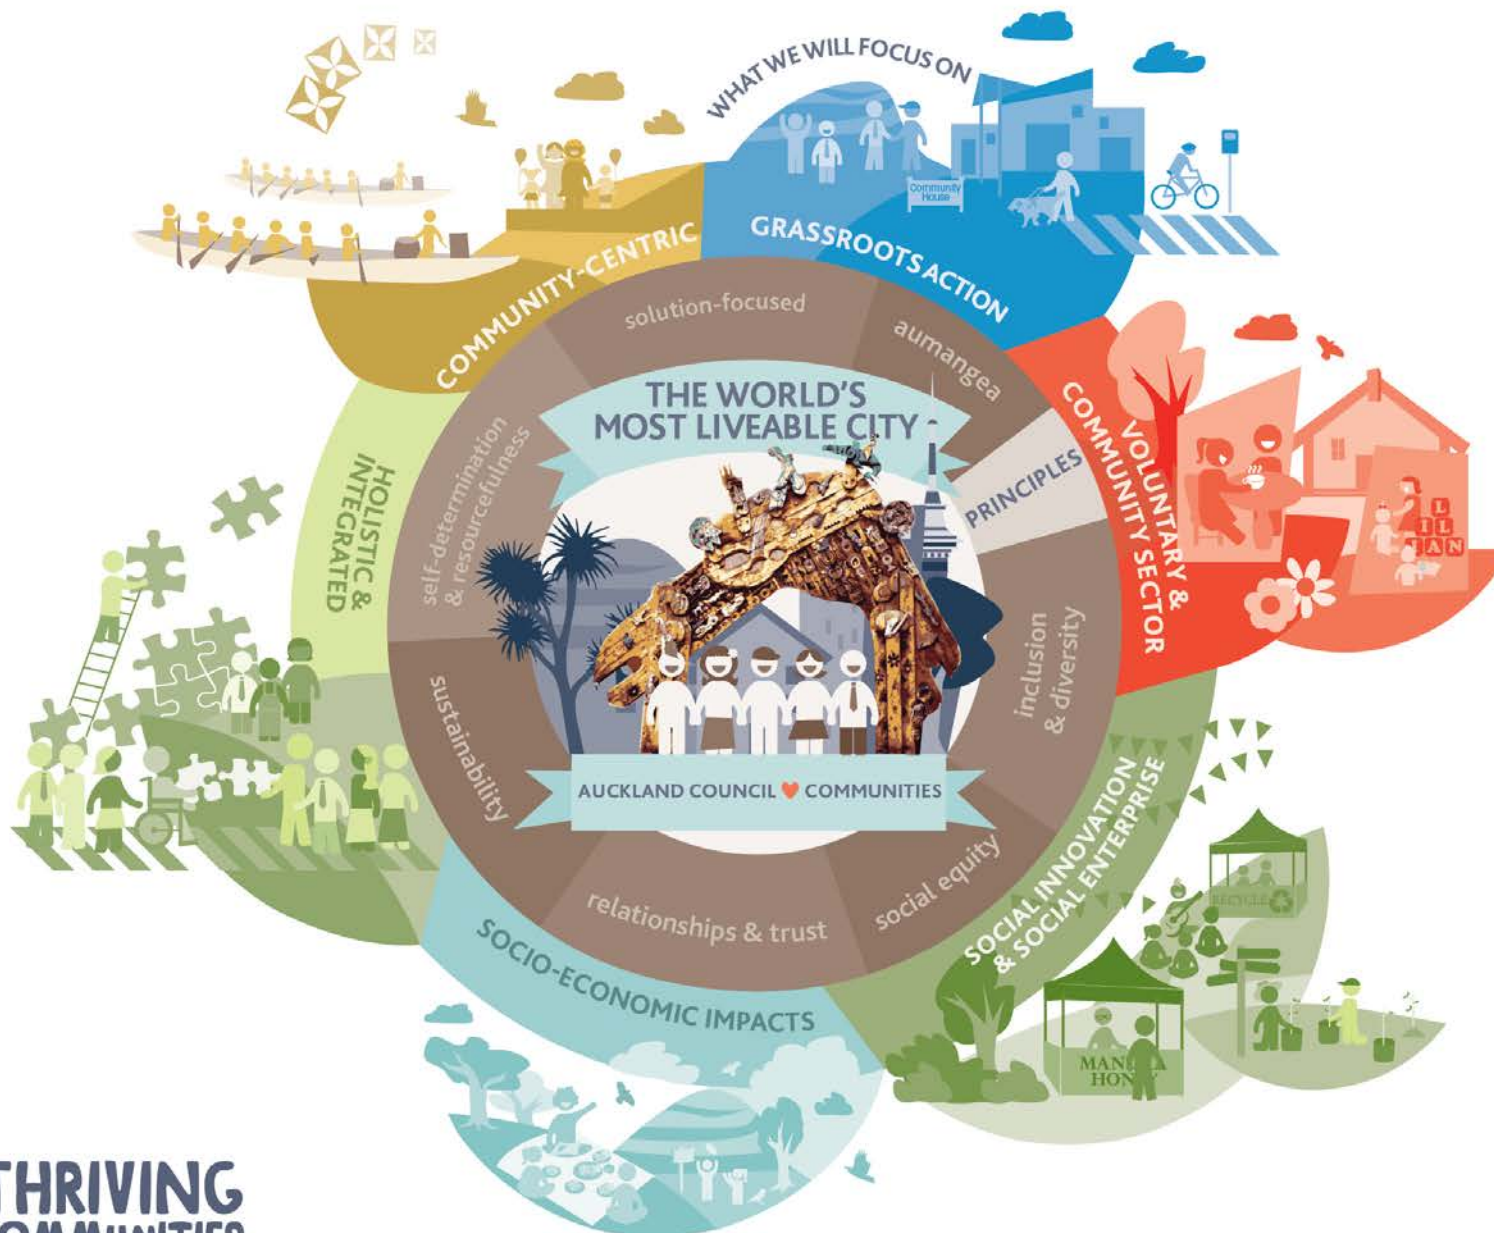 WHAT WE WILL FOCUS ON
Community
House
COMMUNITY-CENTRIC
GRASSROOTS ACTION
solution-focused
aumangea
THE WORLD'S
MOST LIVEABLE CITY
PRINCIPLES
VOLUNTARY &
COMMUNITY SECTOR
L
I L
I A N
HOLISTIC &
INTEGRATED
self-determination
& resourcefulness
inclusion
& diversity
sustainability
AUCKLAND COUNCIL ♥ COMMUNITIES
social equity
relationships & trust
SOCIAL INNOVATION
& SOCIAL ENTERPRISE
RECYCLE
SOCIO-ECONOMIC IMPACTS
HONEY
THRIVING
COMMUNITIES